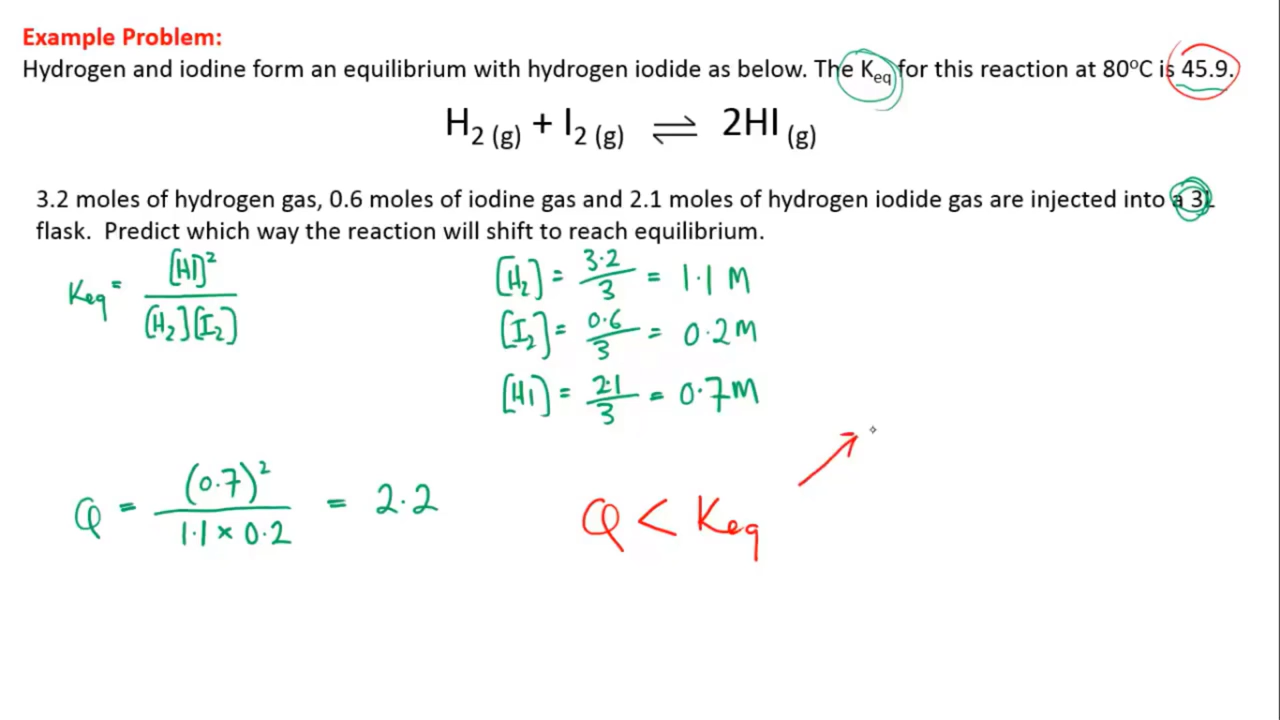 Example Problem:
Hydrogen and iodine form an equilibrium with hydrogen iodide as below. The Keq for this reaction at 80°C is 45.9.
H2 (g) + I2 (g) ⇌ 2HI (g)
3.2 moles of hydrogen gas, 0.6 moles of iodine gas and 2.1 moles of hydrogen iodide gas are injected into a 3L
flask. Predict which way the reaction will shift to reach equilibrium.
Keq = [HI]² / [H2][I2]
[H2] = 3.2/3 = 1.1 M
[I2] = 0.6/3 = 0.2 M
[HI] = 2.1/3 = 0.7 M
Q = (0.7)² / 1.1 × 0.2 = 2.2
Q < Keq